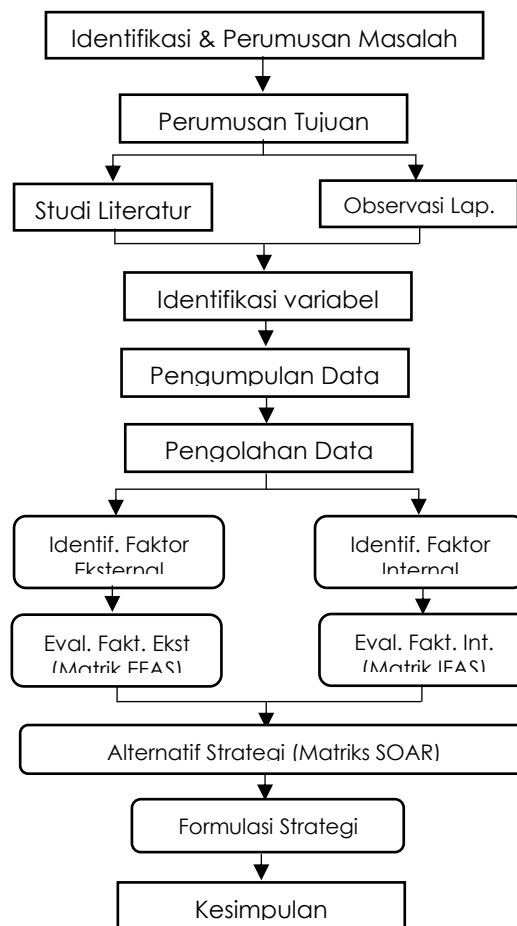 Identifikasi & Perumusan Masalah
Perumusan Tujuan
Studi Literatur
Observasi Lap.
Identifikasi variabel
Pengumpulan Data
Pengolahan Data
Identif. Faktor
Eksternal
Identif. Faktor
Internal
Eval. Fakt. Ekst
(Matrik EFAS)
Eval. Fakt. Int.
(Matrik IFAS)
Alternatif Strategi (Matriks SOAR)
Formulasi Strategi
Kesimpulan